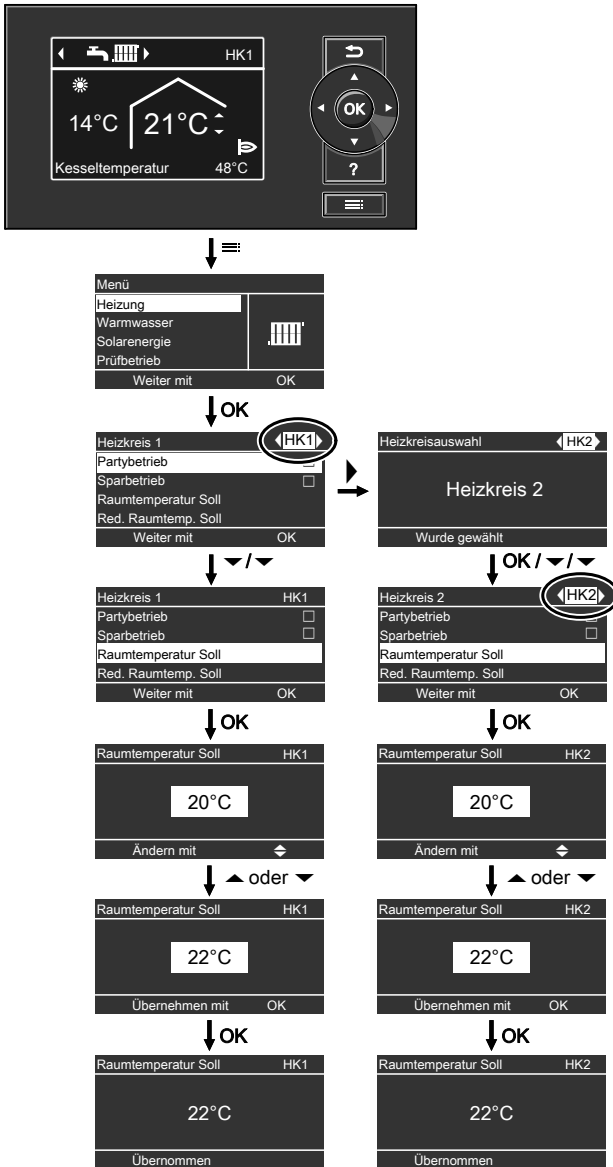 HK1
14°C 21°C
Kesseltemperatur 48°C
OK
?
Menü
Heizung
Warmwasser
Solarenergie
Prüfbetrieb
Weiter mit OK
OK
Heizkreis 1 HK1
Partybetrieb
Sparbetrieb
Raumtemperatur Soll
Red. Raumtemp. Soll
Weiter mit OK
Heizkreisauswahl HK2
Heizkreis 2
Wurde gewählt
/
OK / /
Heizkreis 1 HK1
Partybetrieb
Sparbetrieb
Raumtemperatur Soll
Red. Raumtemp. Soll
Weiter mit OK
Heizkreis 2 HK2
Partybetrieb
Sparbetrieb
Raumtemperatur Soll
Red. Raumtemp. Soll
Weiter mit OK
OK
OK
Raumtemperatur Soll HK1
20°C
Ändern mit
Raumtemperatur Soll HK2
20°C
Ändern mit
oder
oder
Raumtemperatur Soll HK1
22°C
Übernehmen mit OK
Raumtemperatur Soll HK2
22°C
Übernehmen mit OK
OK
OK
Raumtemperatur Soll HK1
22°C
Übernommen
Raumtemperatur Soll HK2
22°C
Übernommen